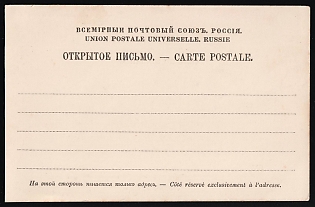 ВСЕМІРНЫЙ ПОЧТОВЫЙ СОЮЗЪ. РОССІЯ.
UNION POSTALE UNIVERSELLE. RUSSIE
ОТКРЫТОЕ ПИСЬМО. — CARTE POSTALE.
На этой сторонѣ пишется только адресъ. — Côté réservé exclusivement à l'adresse.